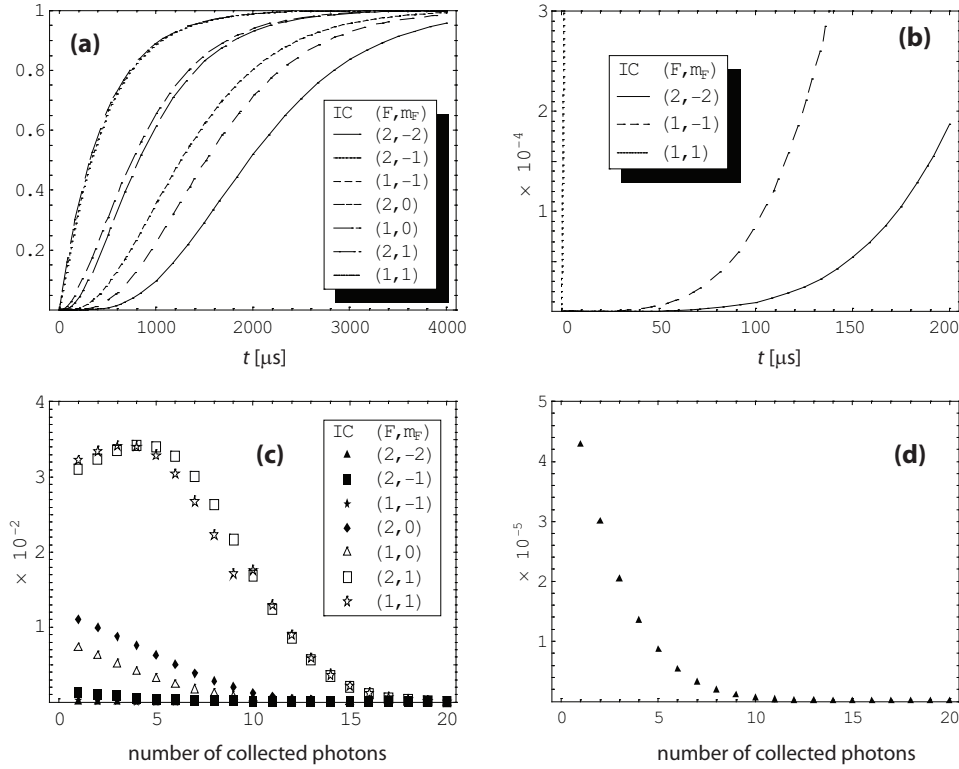 (a)
1
0.8
0.6
0.4
0.2
IC (F,mF)
(2,-2)
(2,-1)
(1,-1)
(2,0)
(1,0)
(2,1)
(1,1)
0 1000 2000 3000 4000
t [μs]
(b)
× 10-4
3
2
1
IC (F,mF)
(2,-2)
(1,-1)
(1,1)
0 50 100 150 200
t [μs]
(c)
× 10-2
4
3
2
1
IC (F,mF)
(2,-2)
(2,-1)
(1,-1)
(2,0)
(1,0)
(2,1)
(1,1)
0 5 10 15 20
number of collected photons
(d)
× 10-5
5
4
3
2
1
0 5 10 15 20
number of collected photons